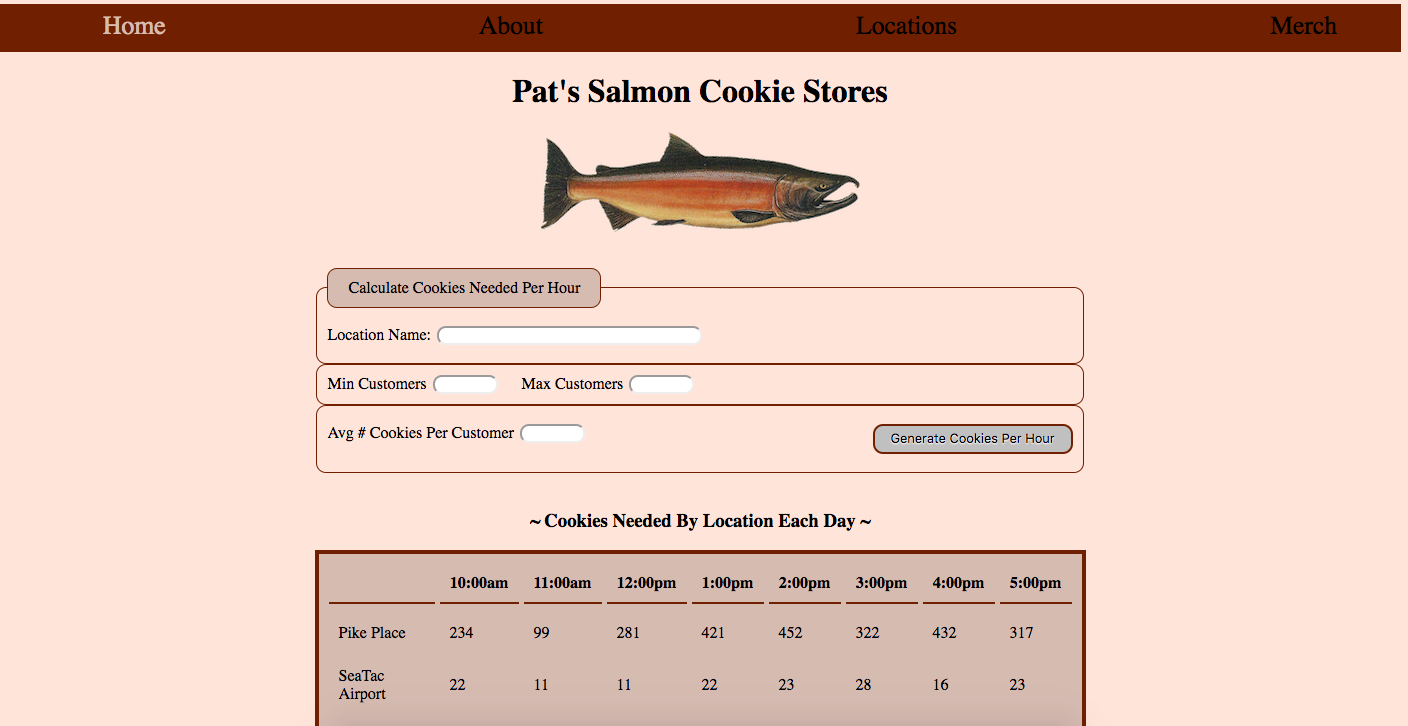 Home About Locations Merch
Pat's Salmon Cookie Stores
Calculate Cookies Needed Per Hour
Location Name:
Min Customers Max Customers
Avg # Cookies Per Customer Generate Cookies Per Hour
~ Cookies Needed By Location Each Day ~
10:00am 11:00am 12:00pm 1:00pm 2:00pm 3:00pm 4:00pm 5:00pm
Pike Place 234 99 281 421 452 322 432 317
SeaTac
Airport 22 11 11 22 23 28 16 23